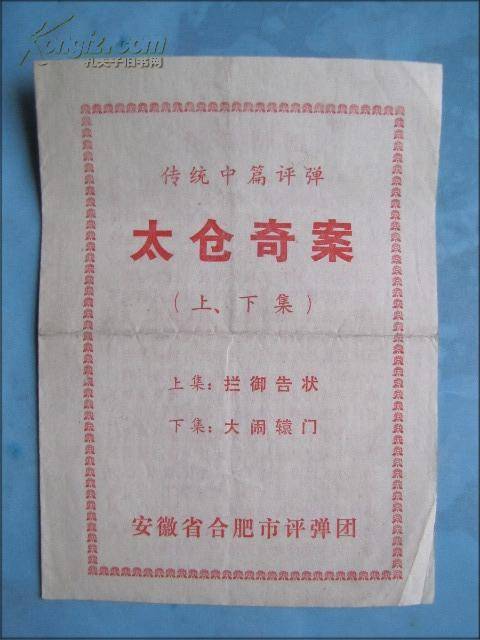 Kongfz.com
孔夫子旧书网
传统中篇评弹
太仓奇案
（上、下集）
上集：拦御告状
下集：大闹辕门
安徽省合肥市评弹团